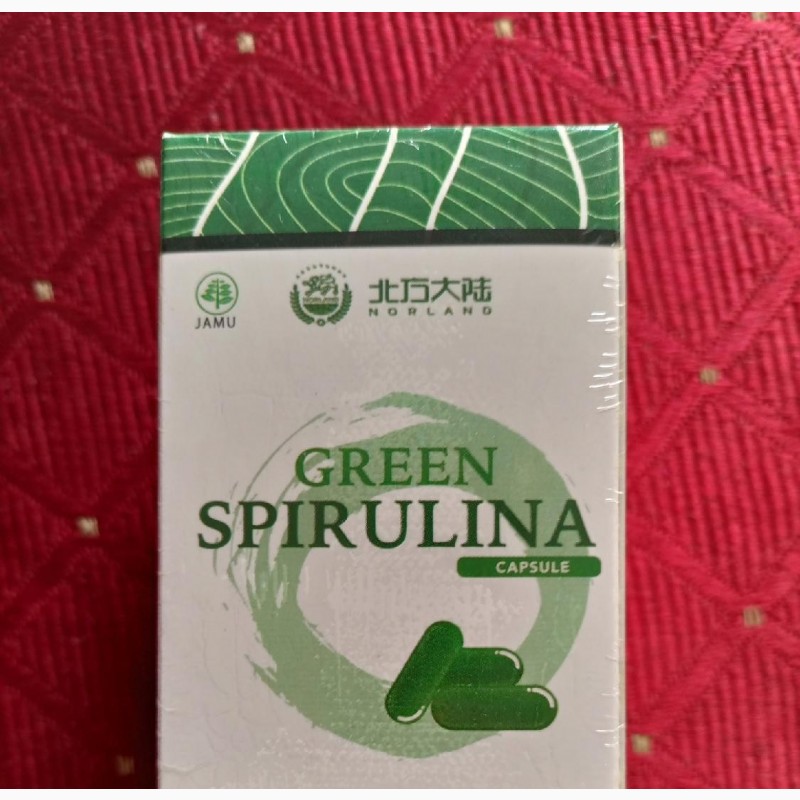 JAMU
北方大陆
NORLAND
GREEN
SPIRULINA
CAPSULE